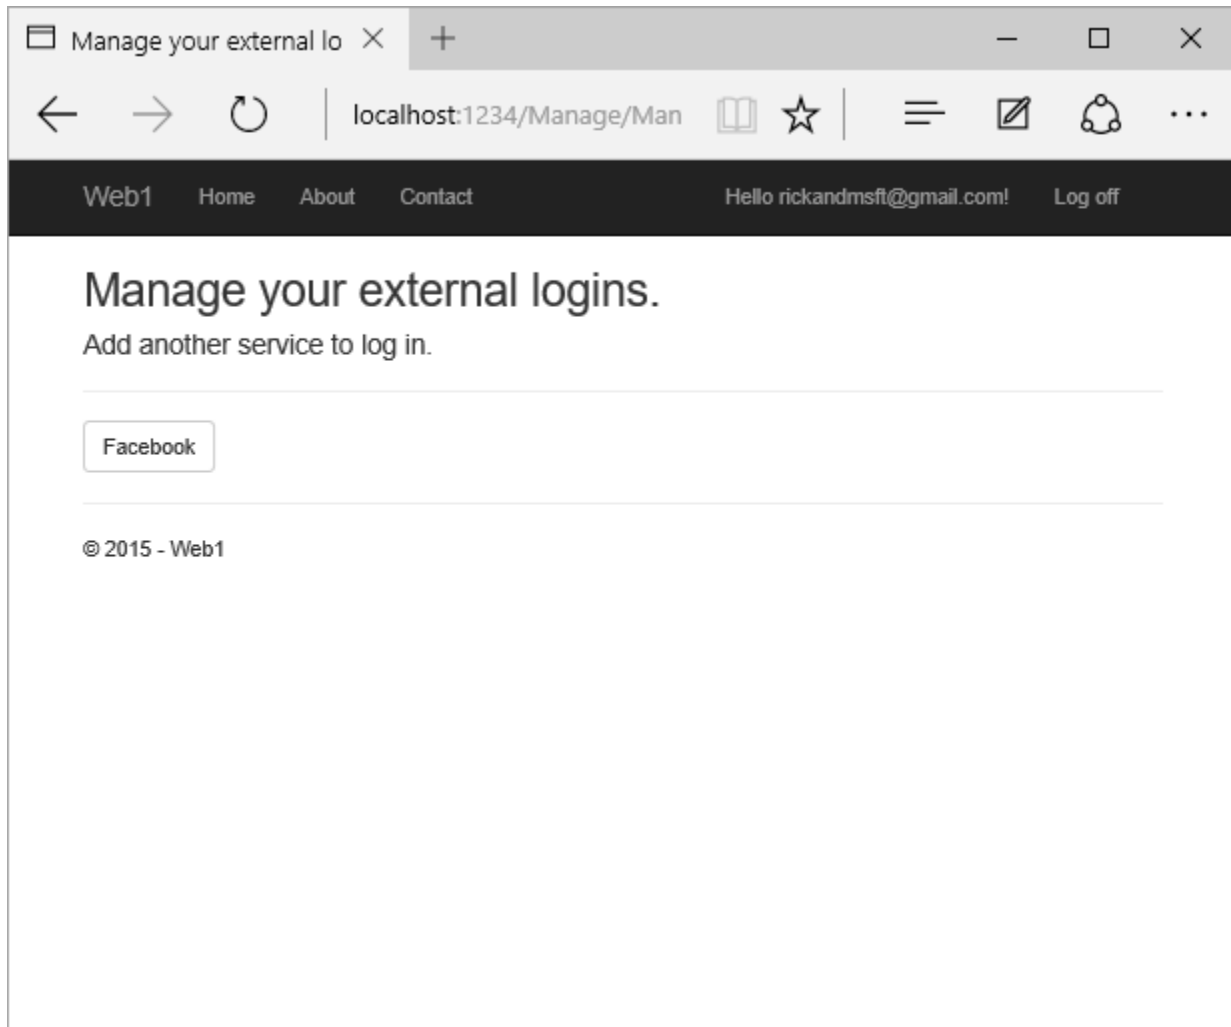 Manage your external lo
localhost:1234/Manage/Man
Web1 Home About Contact Hello rickandmsft@gmail.com! Log off
Manage your external logins.
Add another service to log in.
Facebook
© 2015 - Web1